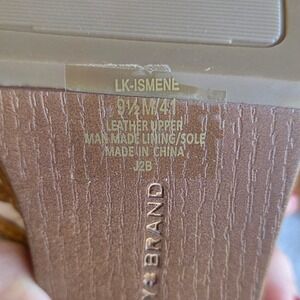 LK-ISMENE
9½M/41
LEATHER UPPER
MAN MADE LINING/SOLE
MADE IN CHINA
J2B
BRAND